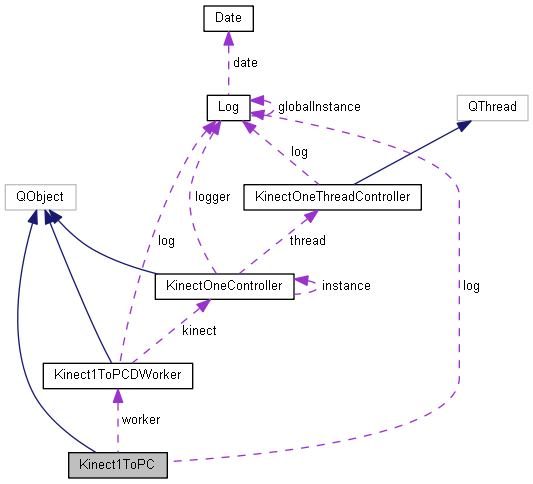 Date
date
Log
globalInstance
QThread
log
QObject
logger
KinectOneThreadController
log
thread
KinectOneController
instance
log
kinect
Kinect1ToPCDWorker
worker
Kinect1ToPC